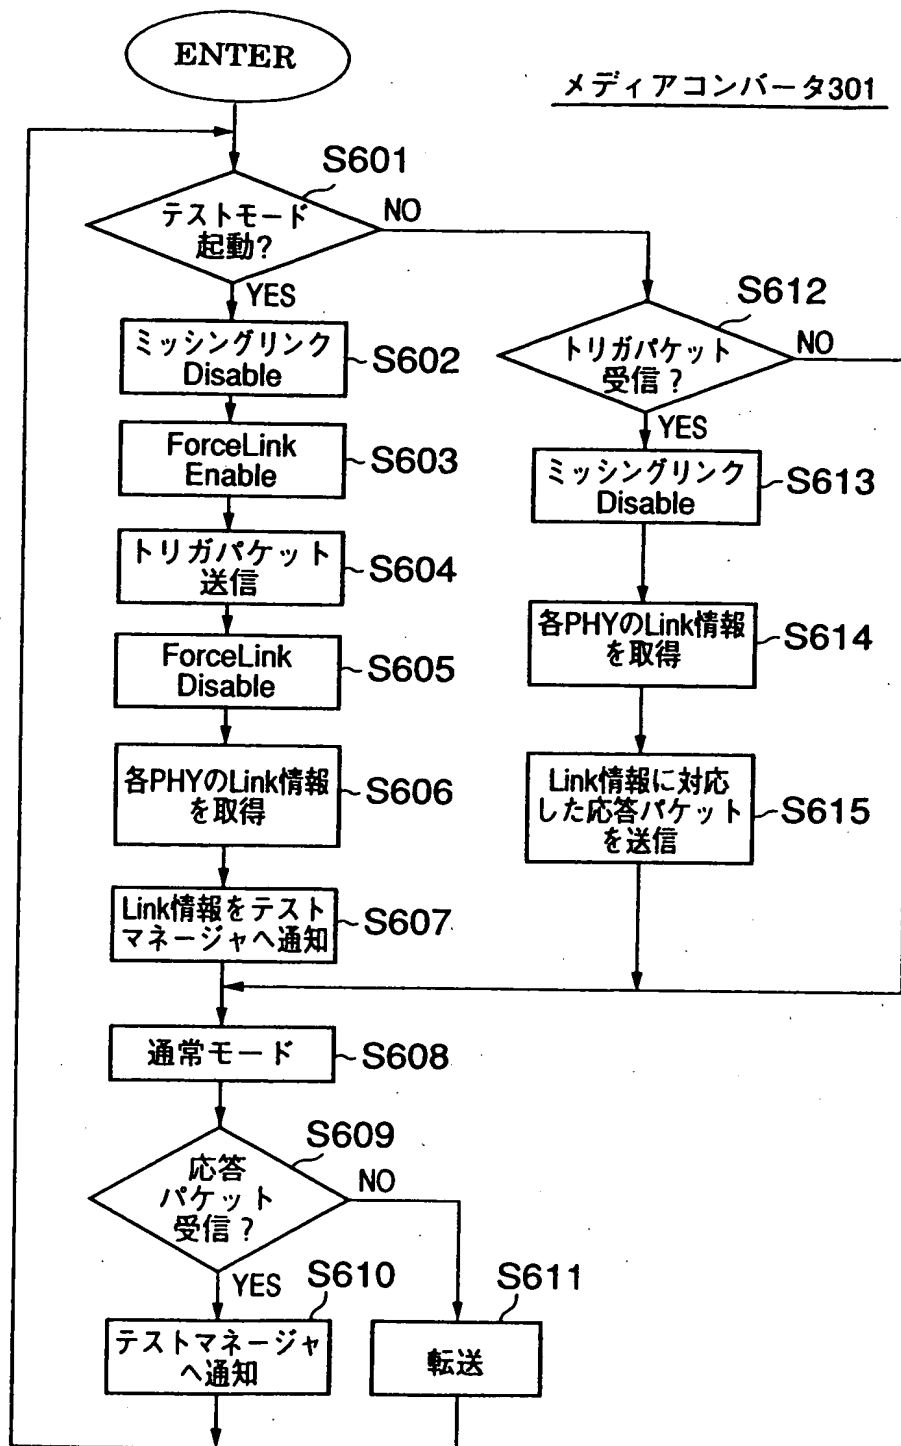 ENTER
メディアコンバータ301
S601
テストモード
起動?
NO
YES
S612
トリガパケット
受信?
NO
YES
ミッシングリンク
Disable
S602
ForceLink
Enable
S603
ミッシングリンク
Disable
S613
トリガパケット
送信
S604
ForceLink
Disable
S605
各PHYのLink情報
を取得
S614
各PHYのLink情報
を取得
S606
Link情報に対応
した応答パケット
を送信
S615
Link情報をテスト
マネージャへ通知
S607
通常モード
S608
S609
応答
パケット
受信?
NO
YES
S610
テストマネージャ
へ通知
S611
転送